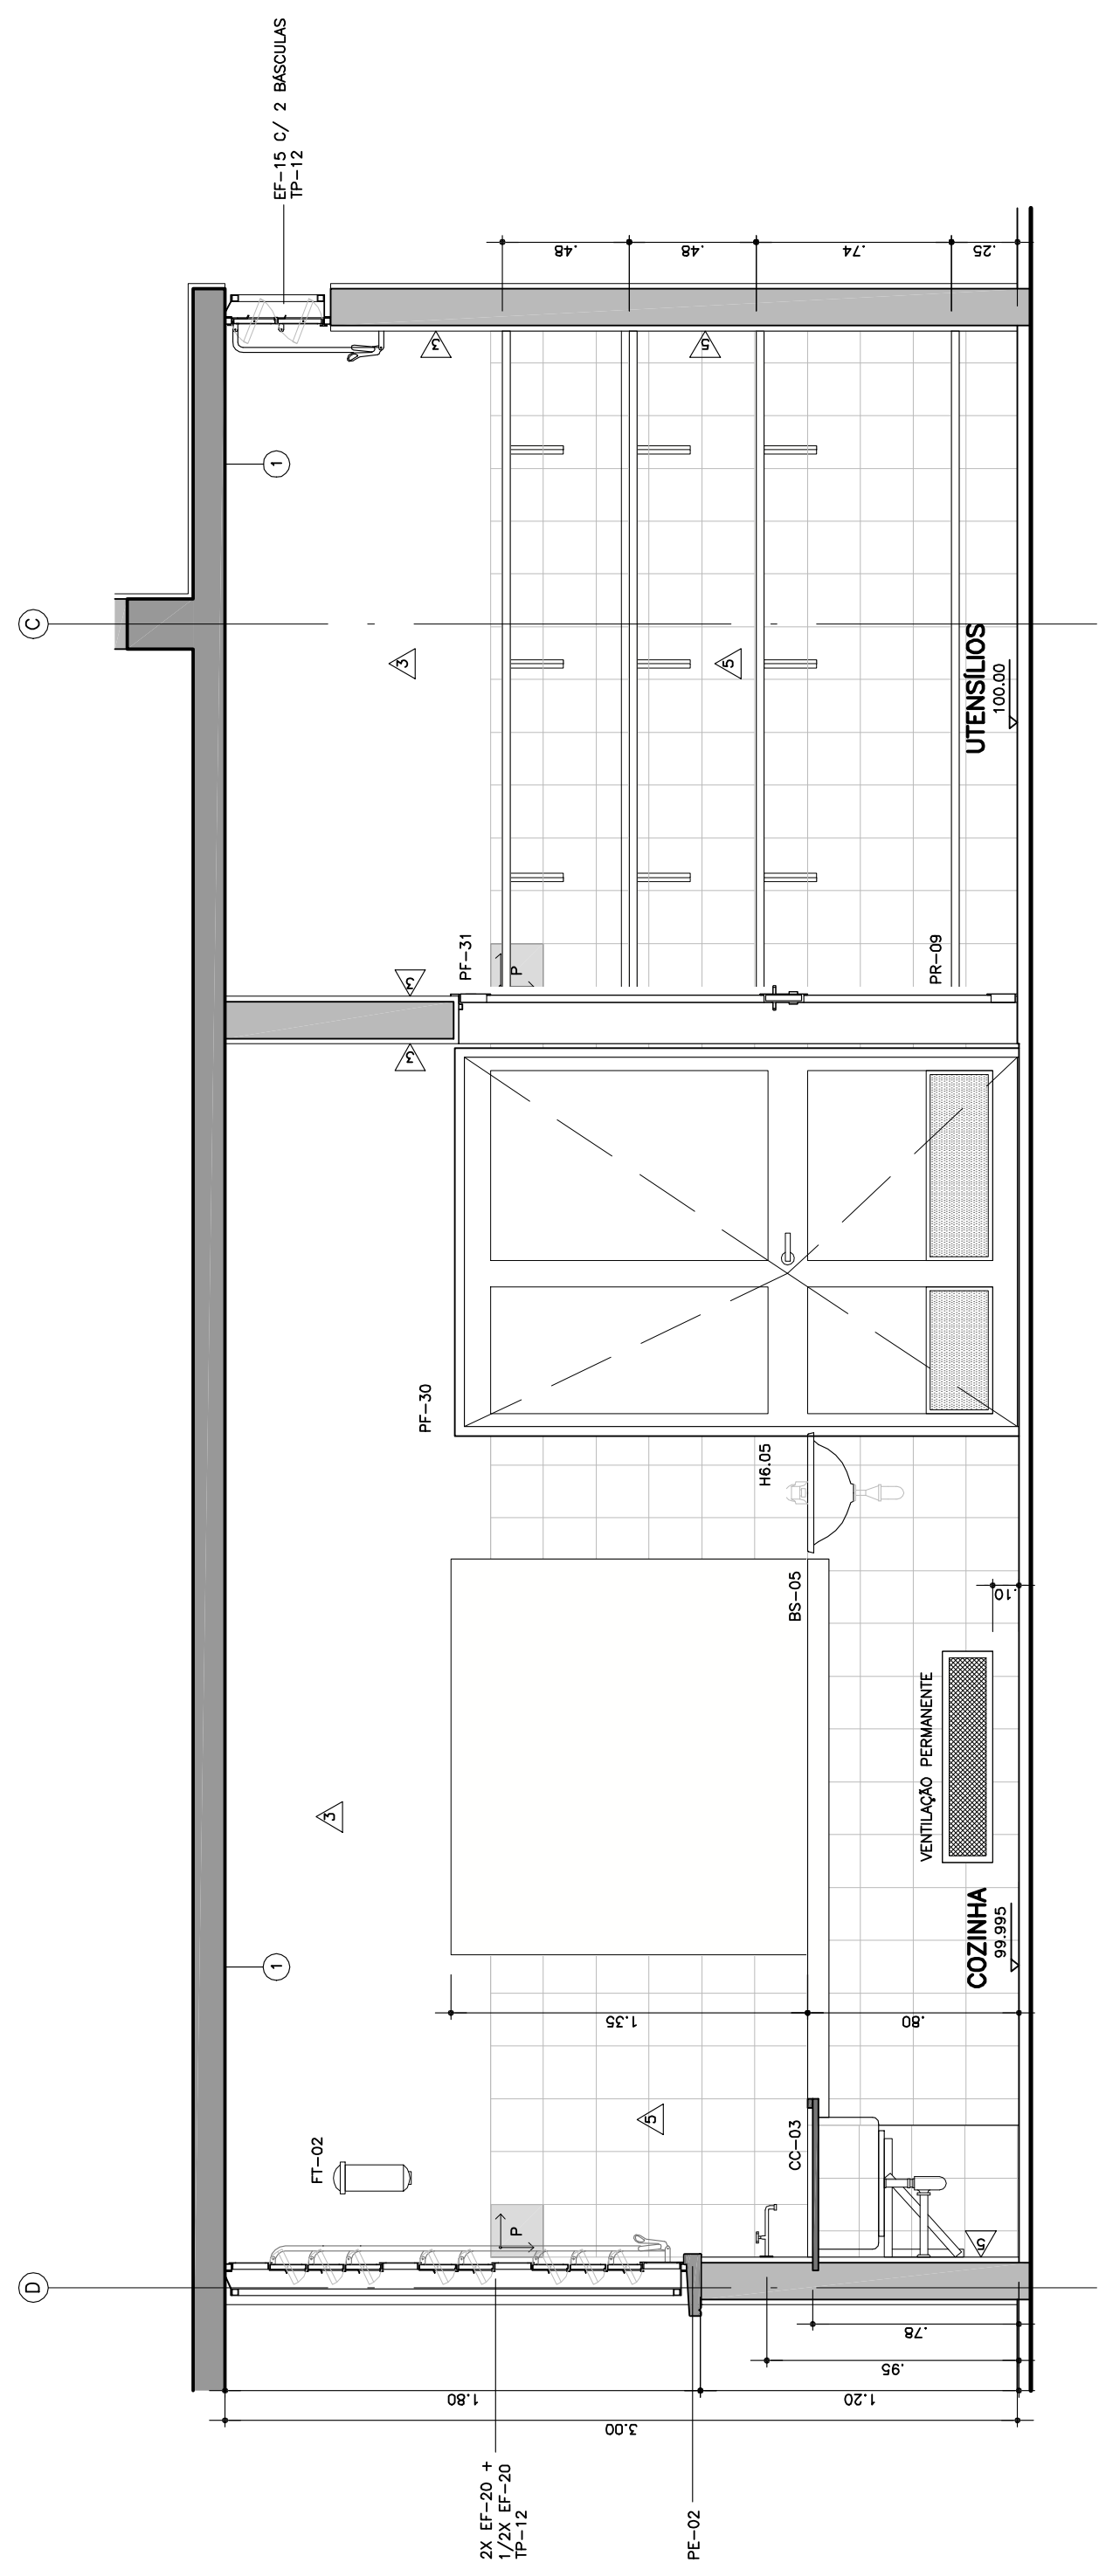 EF-15 C/ 2 BÁSCULAS
TP-12
.48
.48
.74
.25
3
5
1
C
3
5
UTENSÍLIOS
100.00
PF-31
P
PR-09
3
3
PF-30
H6.05
BS-05
.10
VENTILAÇÃO PERMANENTE
3
COZINHA
99.995
1
1.35
.80
5
CC-03
FT-02
P
5
D
.78
.95
1.80
1.20
3.00
2X EF-20 +
1/2X EF-20
TP-12
PE-02